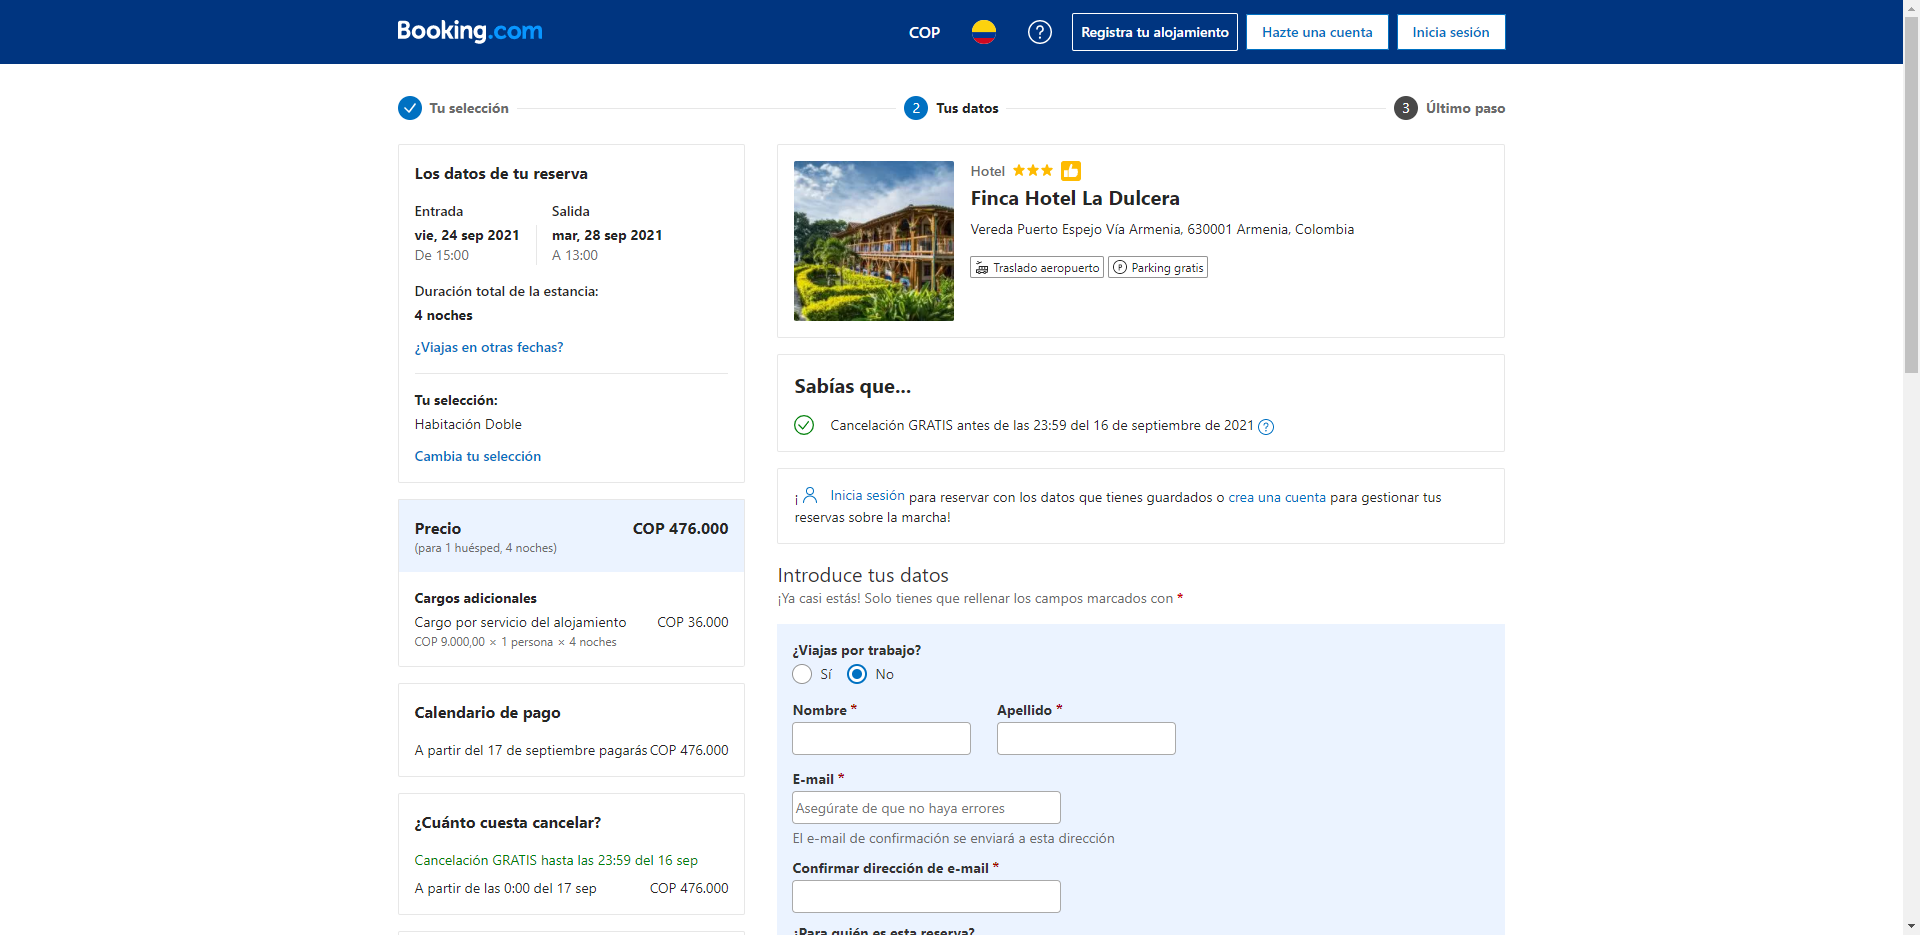 Booking.com
COP
?
Registra tu alojamiento
Hazte una cuenta
Inicia sesión
Tu selección
2 Tus datos
3 Último paso
Los datos de tu reserva
Entrada Salida
vie, 24 sep 2021 mar, 28 sep 2021
De 15:00 A 13:00
Duración total de la estancia:
4 noches
¿Viajas en otras fechas?
Tu selección:
Habitación Doble
Cambia tu selección
Precio COP 476.000
(para 1 huésped, 4 noches)
Cargos adicionales
Cargo por servicio del alojamiento COP 36.000
COP 9.000,00 × 1 persona × 4 noches
Calendario de pago
A partir del 17 de septiembre pagarás COP 476.000
¿Cuánto cuesta cancelar?
Cancelación GRATIS hasta las 23:59 del 16 sep
A partir de las 0:00 del 17 sep COP 476.000
Hotel
Finca Hotel La Dulcera
Vereda Puerto Espejo Vía Armenia, 630001 Armenia, Colombia
Traslado aeropuerto
P Parking gratis
Sabías que...
Cancelación GRATIS antes de las 23:59 del 16 de septiembre de 2021 ?
¡ Inicia sesión para reservar con los datos que tienes guardados o crea una cuenta para gestionar tus
reservas sobre la marcha!
Introduce tus datos
¡Ya casi estás! Solo tienes que rellenar los campos marcados con *
¿Viajas por trabajo?
Sí No
Nombre * Apellido *
E-mail *
Asegúrate de que no haya errores
El e-mail de confirmación se enviará a esta dirección
Confirmar dirección de e-mail *
¿Para quién es esta reserva?